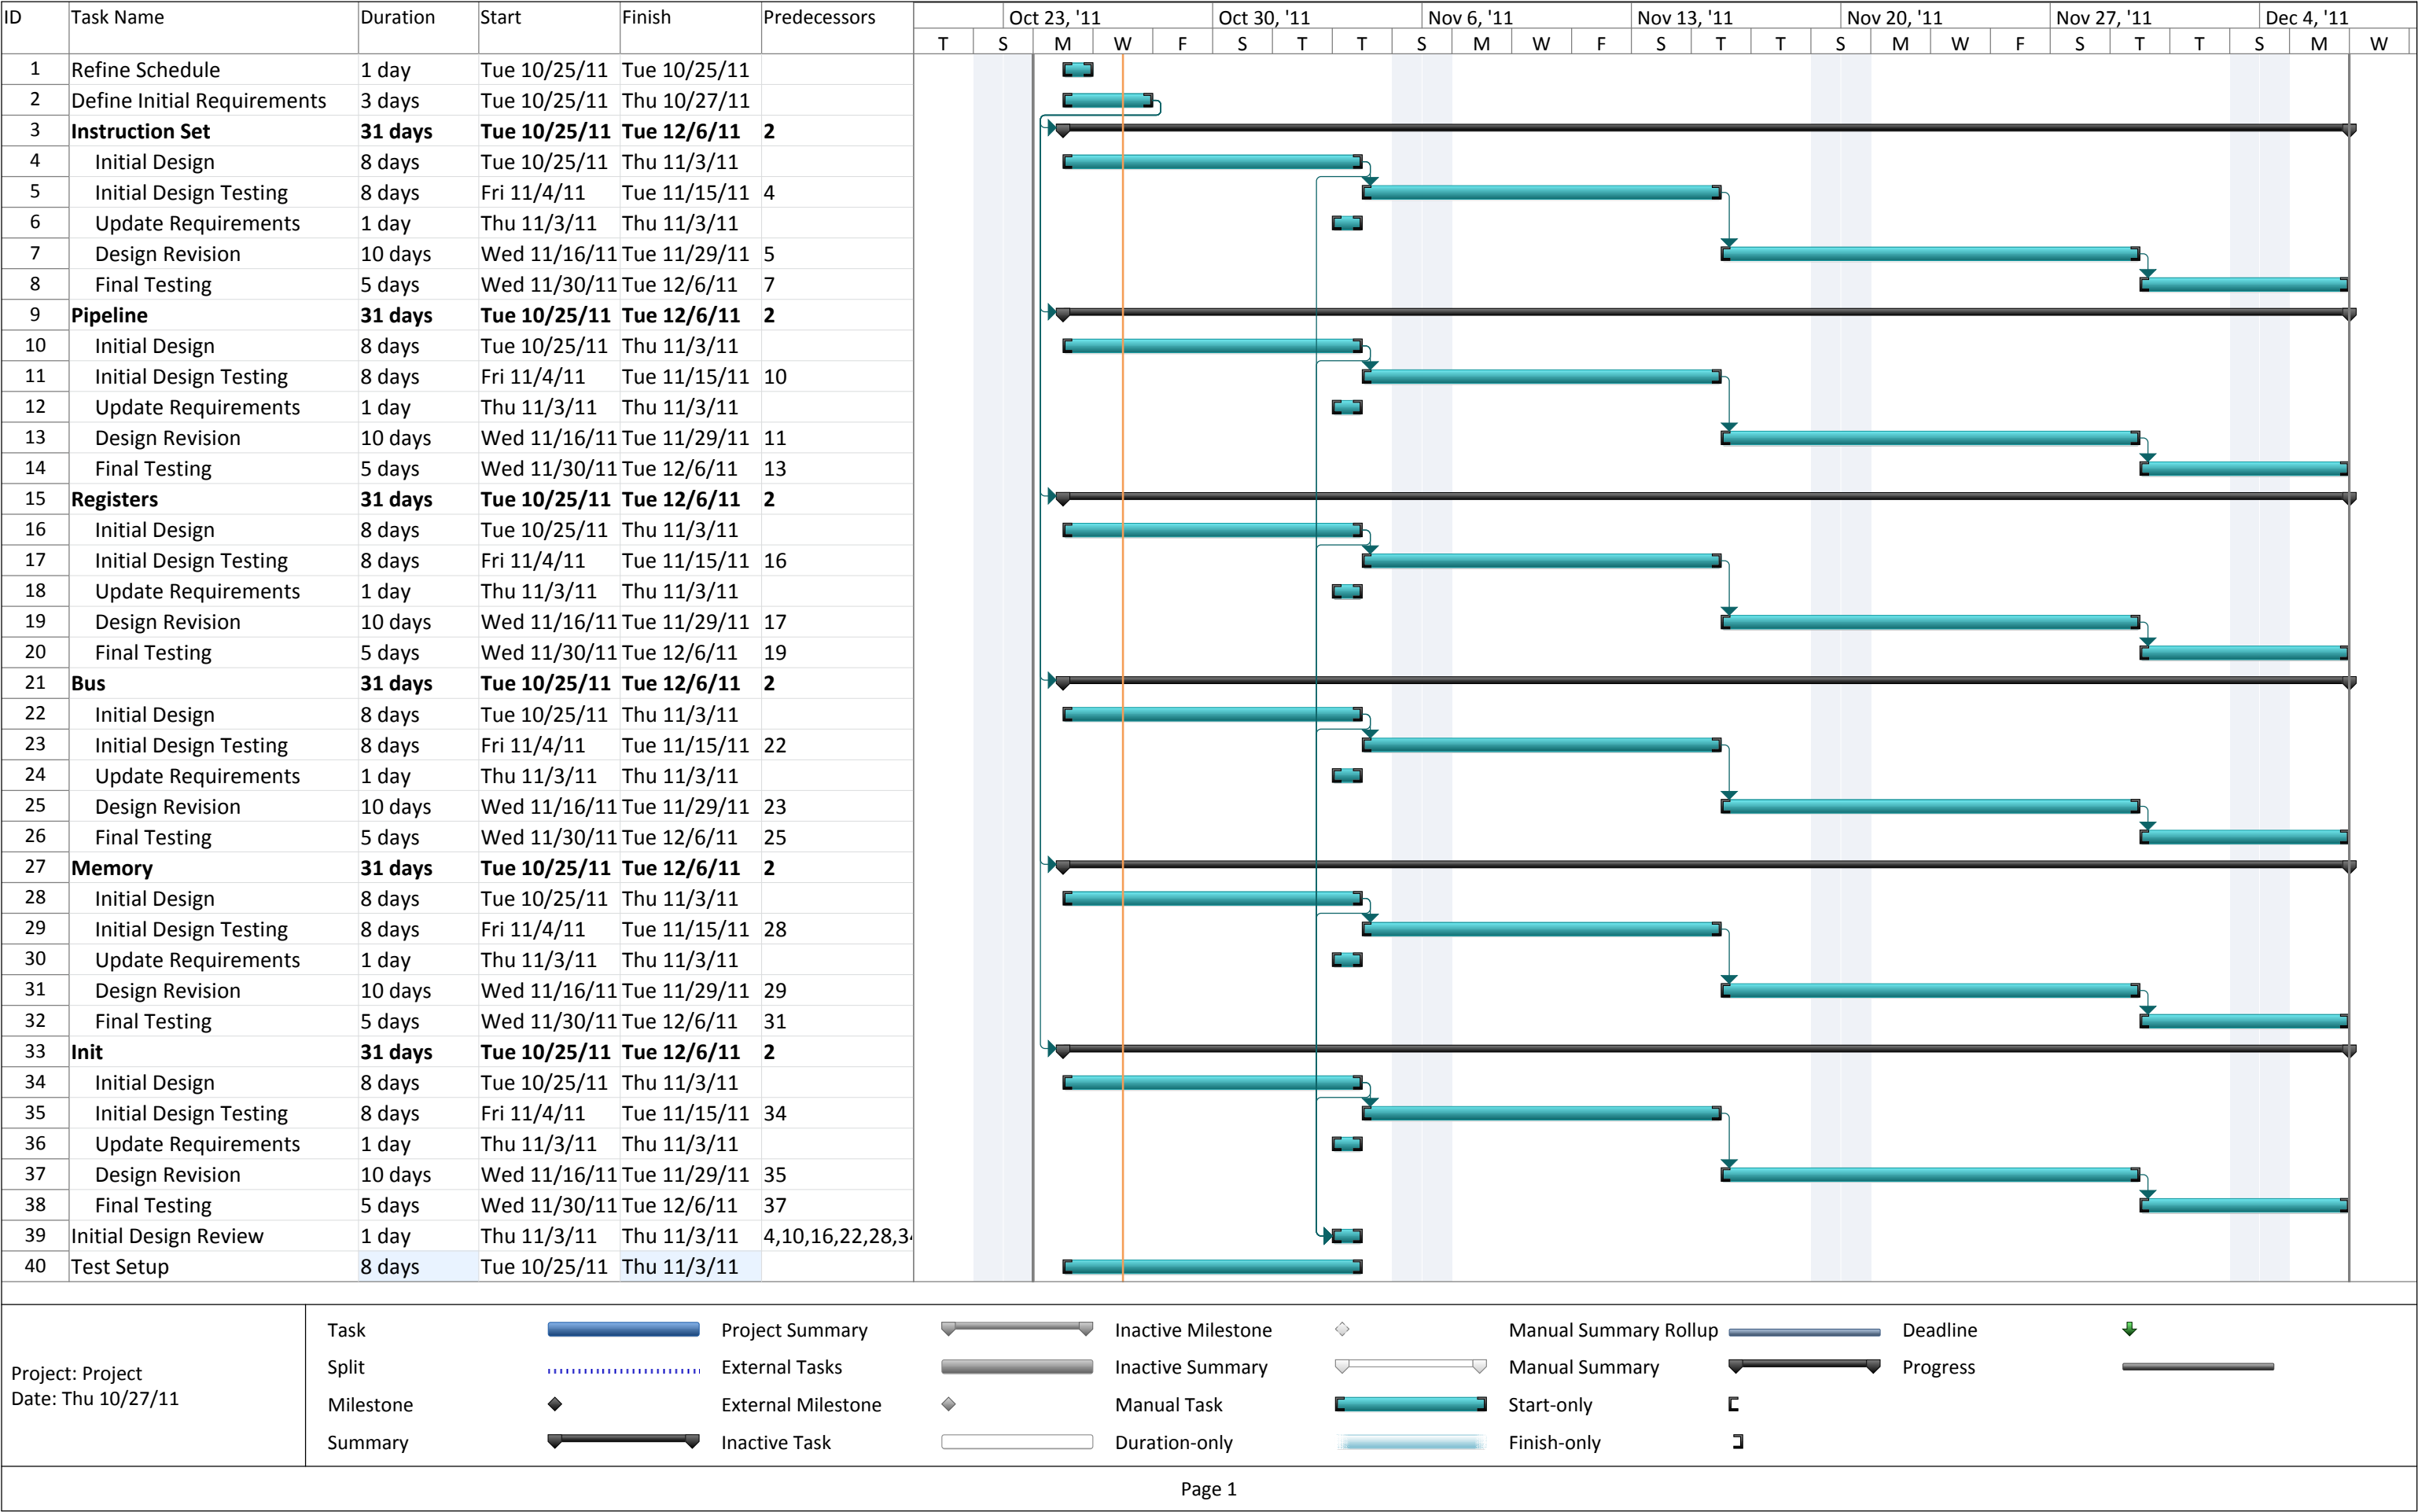 ID Task Name Duration Start Finish Predecessors Oct 23, '11 Oct 30, '11 Nov 6, '11 Nov 13, '11 Nov 20, '11 Nov 27, '11 Dec 4, '11
T S M W F S T T S M W F S T T S M W F S T T S M W
1 Refine Schedule 1 day Tue 10/25/11 Tue 10/25/11
2 Define Initial Requirements 3 days Tue 10/25/11 Thu 10/27/11
3 Instruction Set 31 days Tue 10/25/11 Tue 12/6/11 2
4 Initial Design 8 days Tue 10/25/11 Thu 11/3/11
5 Initial Design Testing 8 days Fri 11/4/11 Tue 11/15/11 4
6 Update Requirements 1 day Thu 11/3/11 Thu 11/3/11
7 Design Revision 10 days Wed 11/16/11 Tue 11/29/11 5
8 Final Testing 5 days Wed 11/30/11 Tue 12/6/11 7
9 Pipeline 31 days Tue 10/25/11 Tue 12/6/11 2
10 Initial Design 8 days Tue 10/25/11 Thu 11/3/11
11 Initial Design Testing 8 days Fri 11/4/11 Tue 11/15/11 10
12 Update Requirements 1 day Thu 11/3/11 Thu 11/3/11
13 Design Revision 10 days Wed 11/16/11 Tue 11/29/11 11
14 Final Testing 5 days Wed 11/30/11 Tue 12/6/11 13
15 Registers 31 days Tue 10/25/11 Tue 12/6/11 2
16 Initial Design 8 days Tue 10/25/11 Thu 11/3/11
17 Initial Design Testing 8 days Fri 11/4/11 Tue 11/15/11 16
18 Update Requirements 1 day Thu 11/3/11 Thu 11/3/11
19 Design Revision 10 days Wed 11/16/11 Tue 11/29/11 17
20 Final Testing 5 days Wed 11/30/11 Tue 12/6/11 19
21 Bus 31 days Tue 10/25/11 Tue 12/6/11 2
22 Initial Design 8 days Tue 10/25/11 Thu 11/3/11
23 Initial Design Testing 8 days Fri 11/4/11 Tue 11/15/11 22
24 Update Requirements 1 day Thu 11/3/11 Thu 11/3/11
25 Design Revision 10 days Wed 11/16/11 Tue 11/29/11 23
26 Final Testing 5 days Wed 11/30/11 Tue 12/6/11 25
27 Memory 31 days Tue 10/25/11 Tue 12/6/11 2
28 Initial Design 8 days Tue 10/25/11 Thu 11/3/11
29 Initial Design Testing 8 days Fri 11/4/11 Tue 11/15/11 28
30 Update Requirements 1 day Thu 11/3/11 Thu 11/3/11
31 Design Revision 10 days Wed 11/16/11 Tue 11/29/11 29
32 Final Testing 5 days Wed 11/30/11 Tue 12/6/11 31
33 Init 31 days Tue 10/25/11 Tue 12/6/11 2
34 Initial Design 8 days Tue 10/25/11 Thu 11/3/11
35 Initial Design Testing 8 days Fri 11/4/11 Tue 11/15/11 34
36 Update Requirements 1 day Thu 11/3/11 Thu 11/3/11
37 Design Revision 10 days Wed 11/16/11 Tue 11/29/11 35
38 Final Testing 5 days Wed 11/30/11 Tue 12/6/11 37
39 Initial Design Review 1 day Thu 11/3/11 Thu 11/3/11 4,10,16,22,28,3
40 Test Setup 8 days Tue 10/25/11 Thu 11/3/11
Project: Project
Date: Thu 10/27/11
Task Project Summary Inactive Milestone Manual Summary Rollup Deadline
Split External Tasks Inactive Summary Manual Summary Progress
Milestone External Milestone Manual Task Start-only
Summary Inactive Task Duration-only Finish-only
Page 1